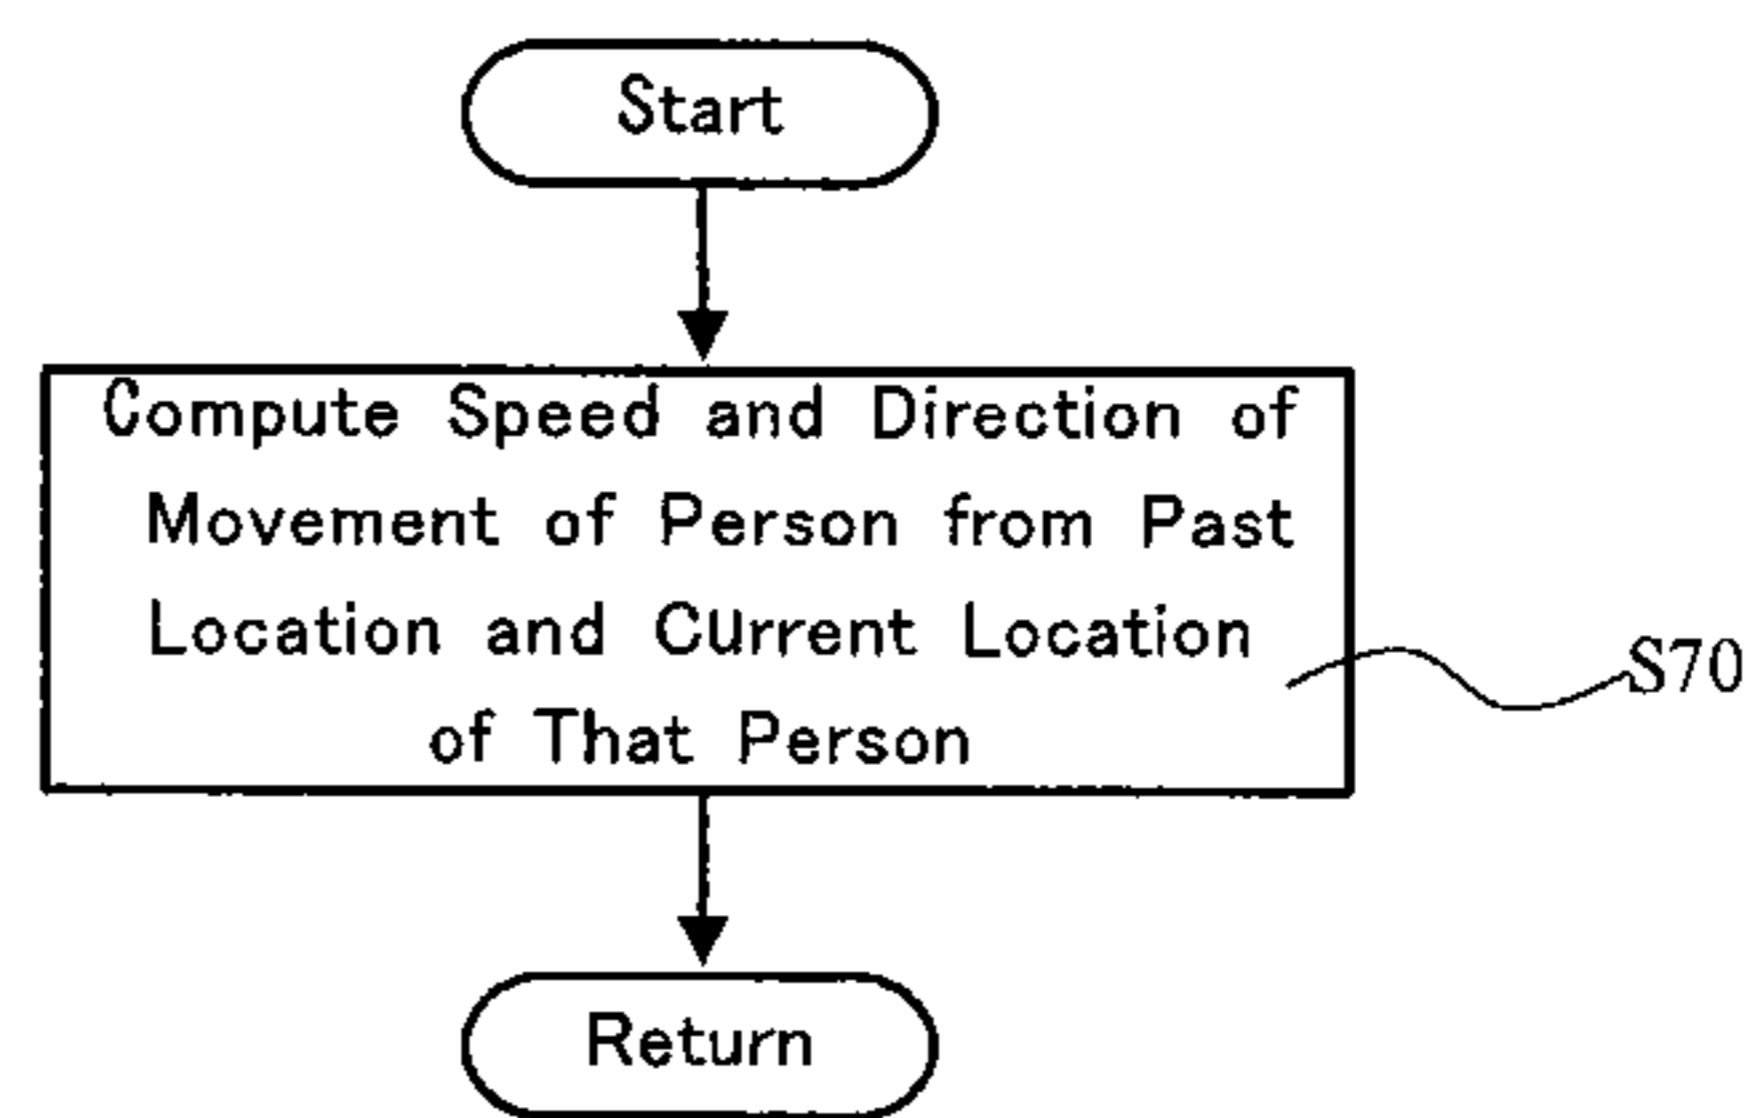 Start
Compute Speed and Direction of
Movement of Person from Past
Location and Current Location
of That Person
S70
Return